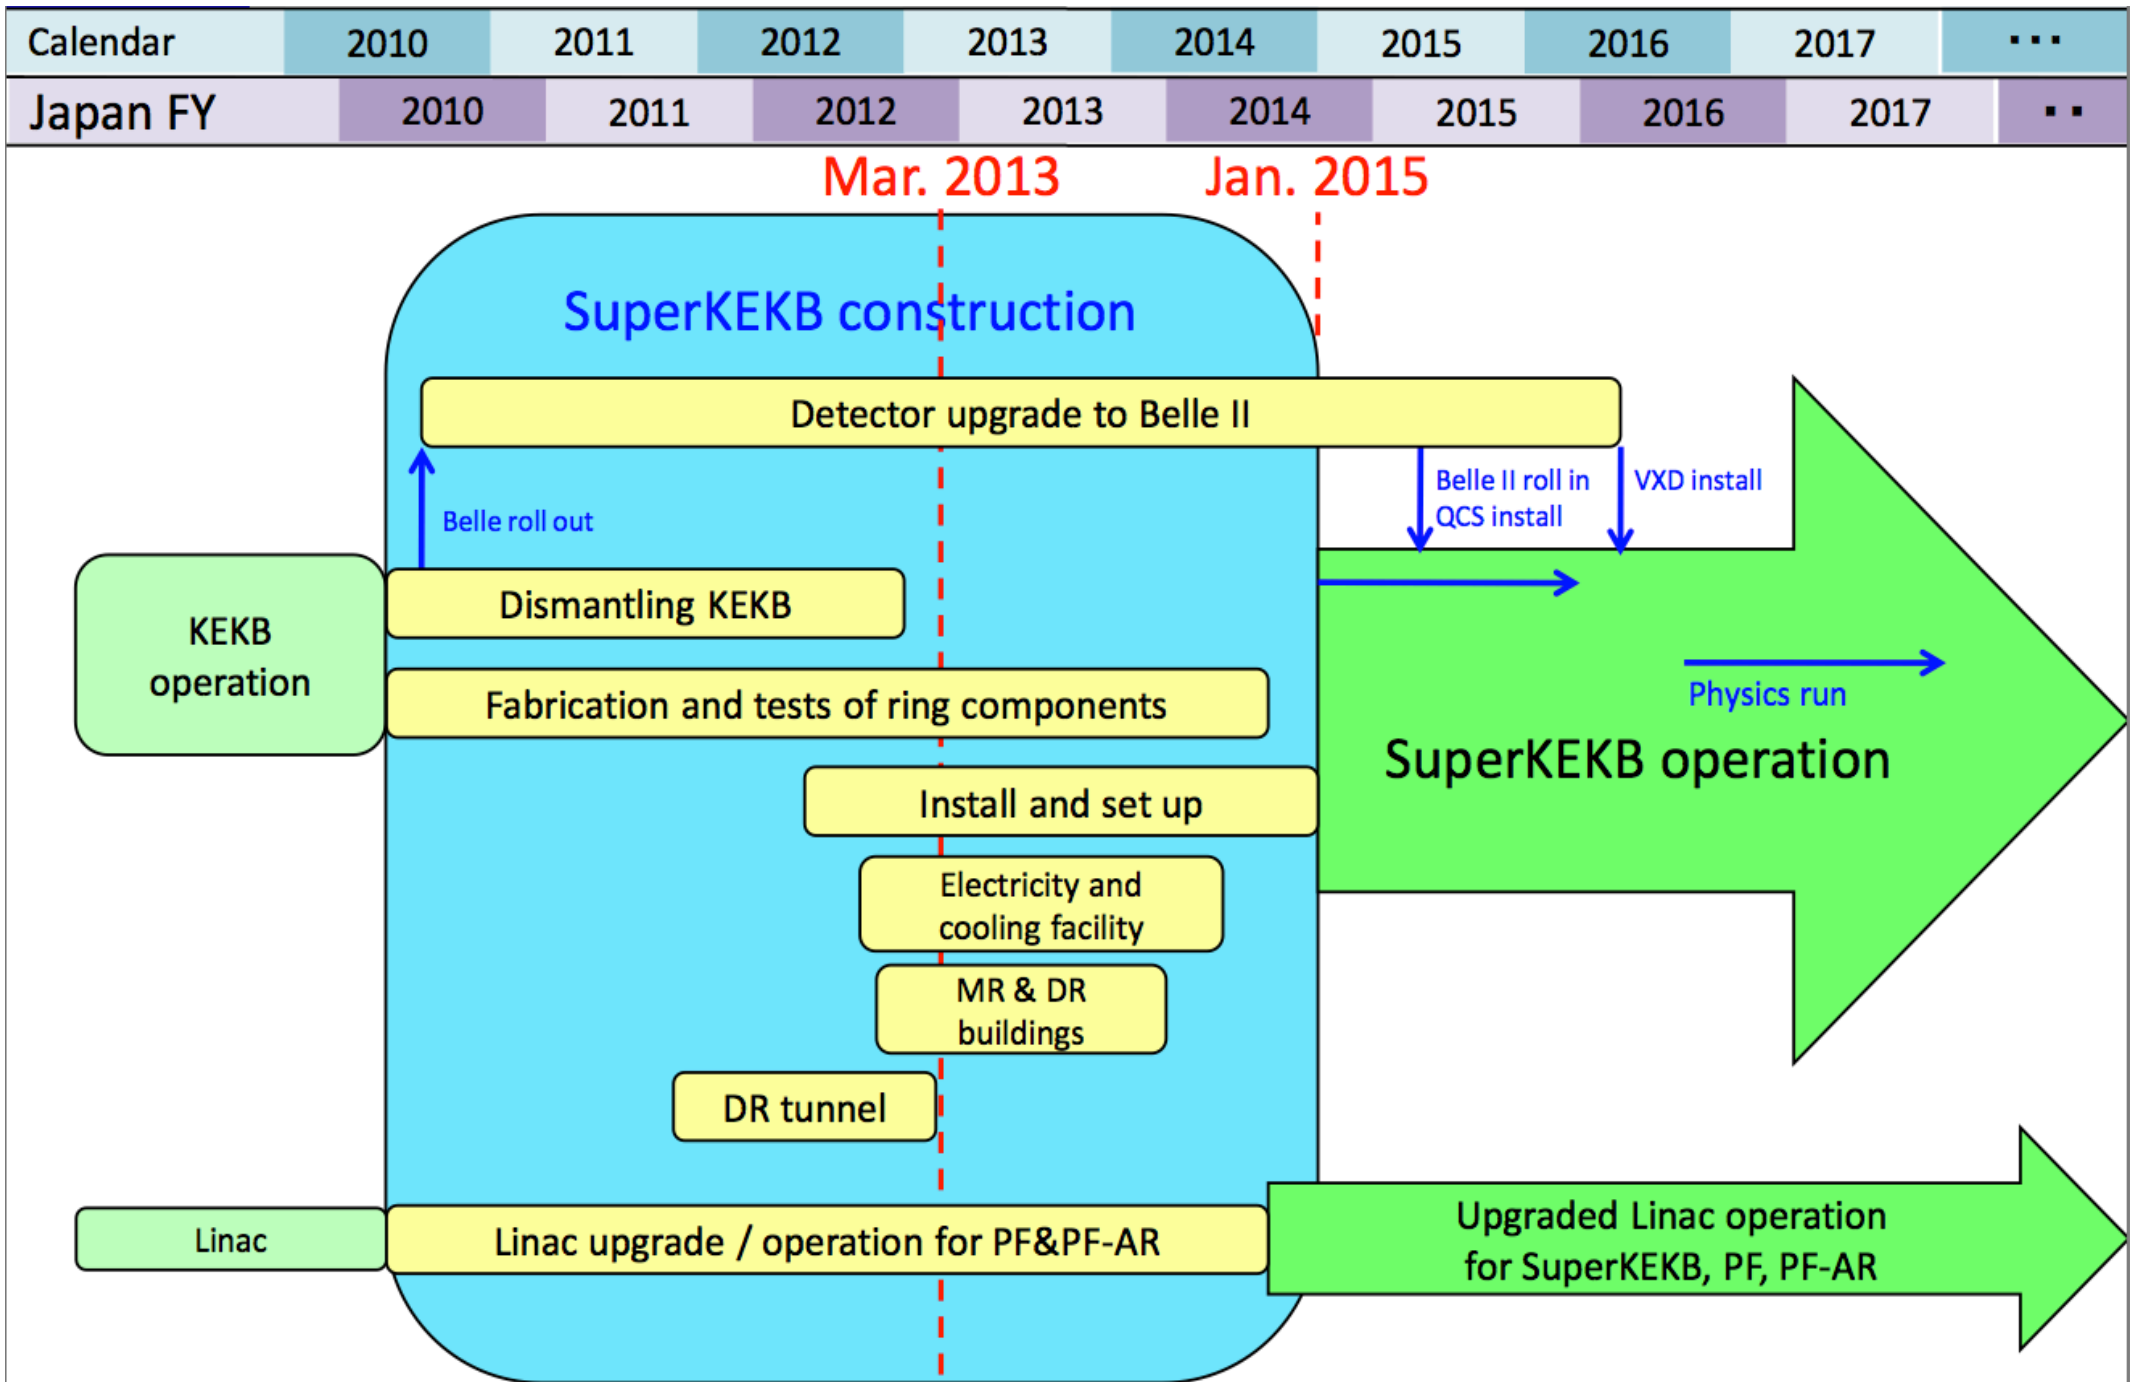 Calendar 2010 2011 2012 2013 2014 2015 2016 2017 ...
Japan FY 2010 2011 2012 2013 2014 2015 2016 2017 ..
Mar. 2013 Jan. 2015
SuperKEKB construction
Detector upgrade to Belle II
Belle II roll in
QCS install
VXD install
Belle roll out
KEKB
operation
Dismantling KEKB
Fabrication and tests of ring components
Physics run
SuperKEKB operation
Install and set up
Electricity and
cooling facility
MR & DR
buildings
DR tunnel
Linac
Linac upgrade / operation for PF&PF-AR
Upgraded Linac operation
for SuperKEKB, PF, PF-AR